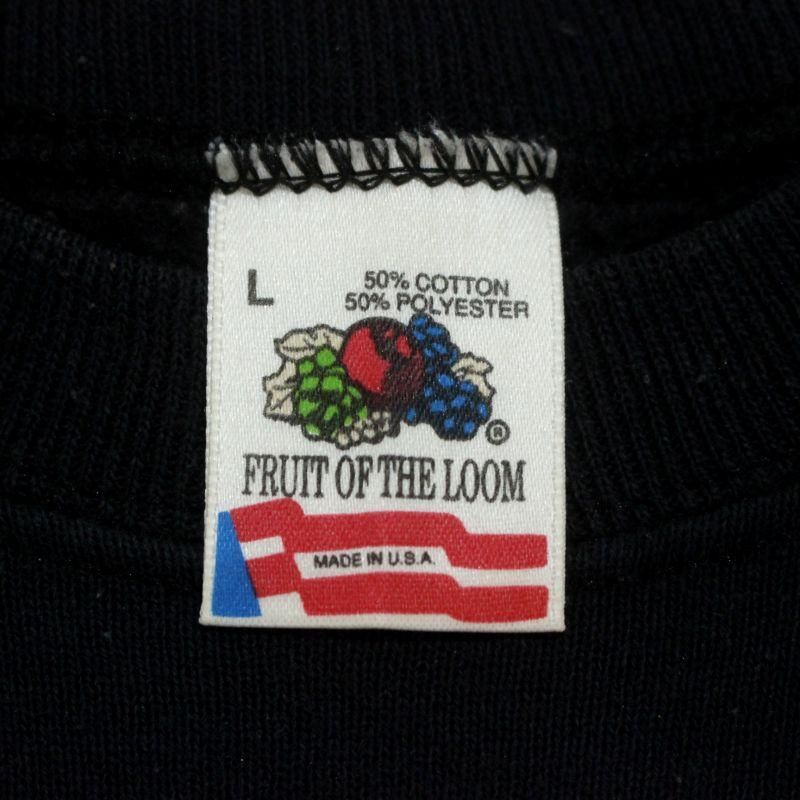 L
50% COTTON
50% POLYESTER
®
FRUIT OF THE LOOM
MADE IN U.S.A.